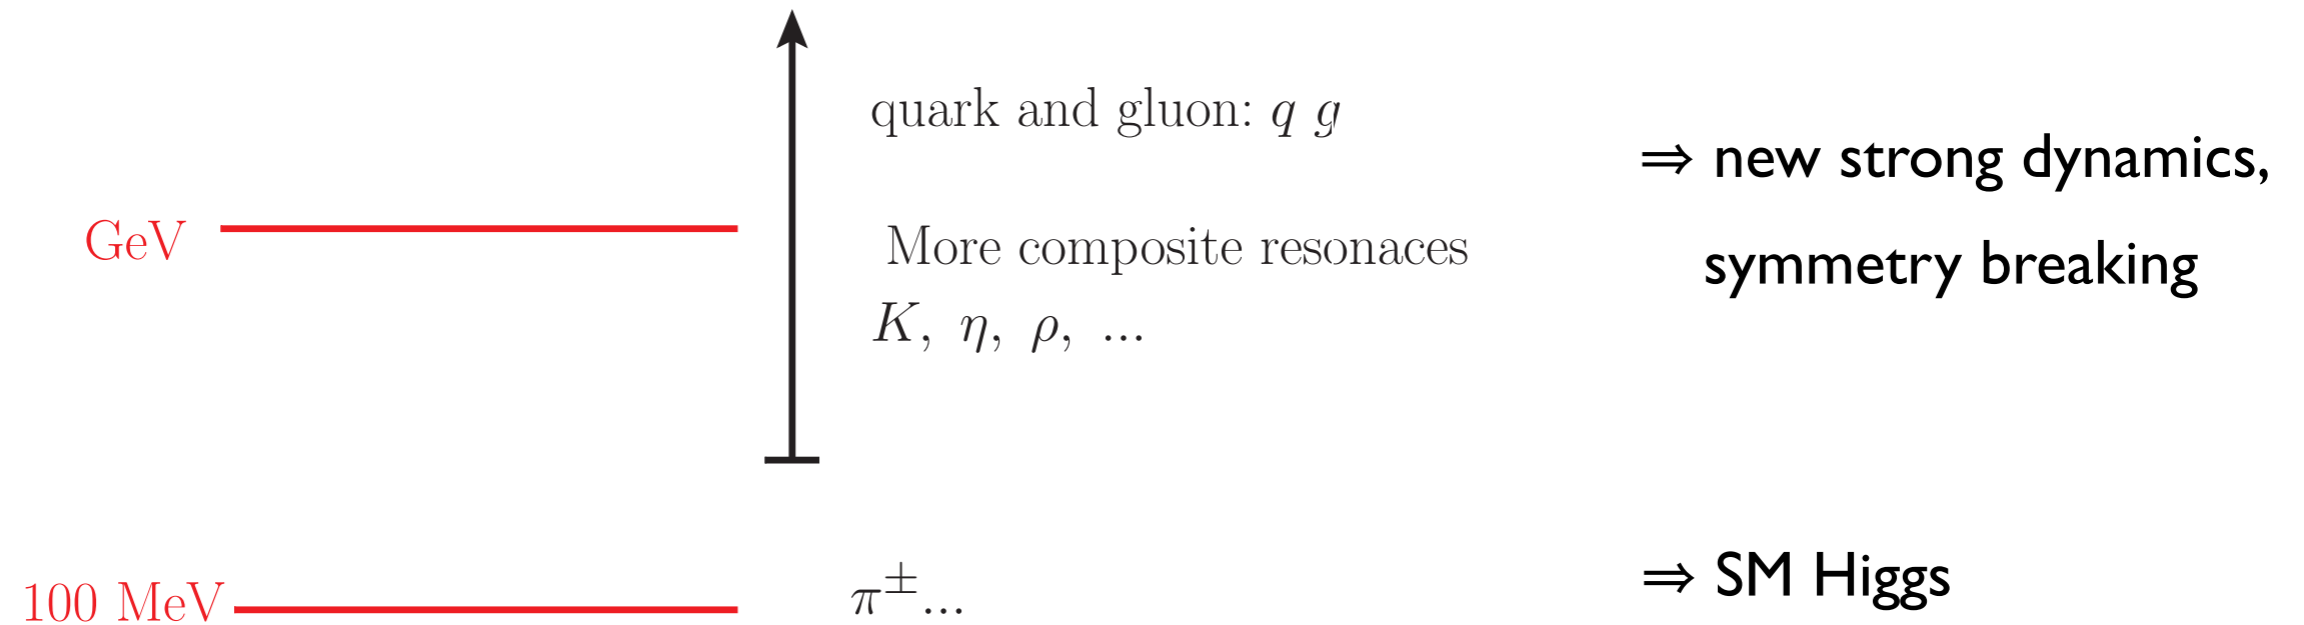 quark and gluon: q g
⇒ new strong dynamics,
GeV
More composite resonaces
symmetry breaking
K, η, ρ, ...
100 MeV
π±...
⇒ SM Higgs